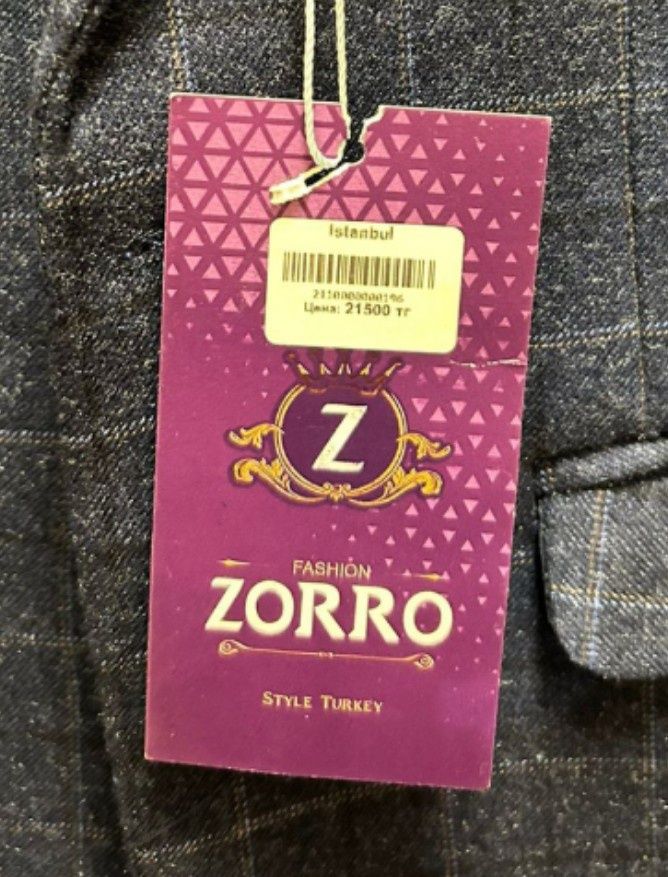 Istanbul
2110000000196
Цена: 21500 тг
Z
FASHION
ZORRO
STYLE TURKEY